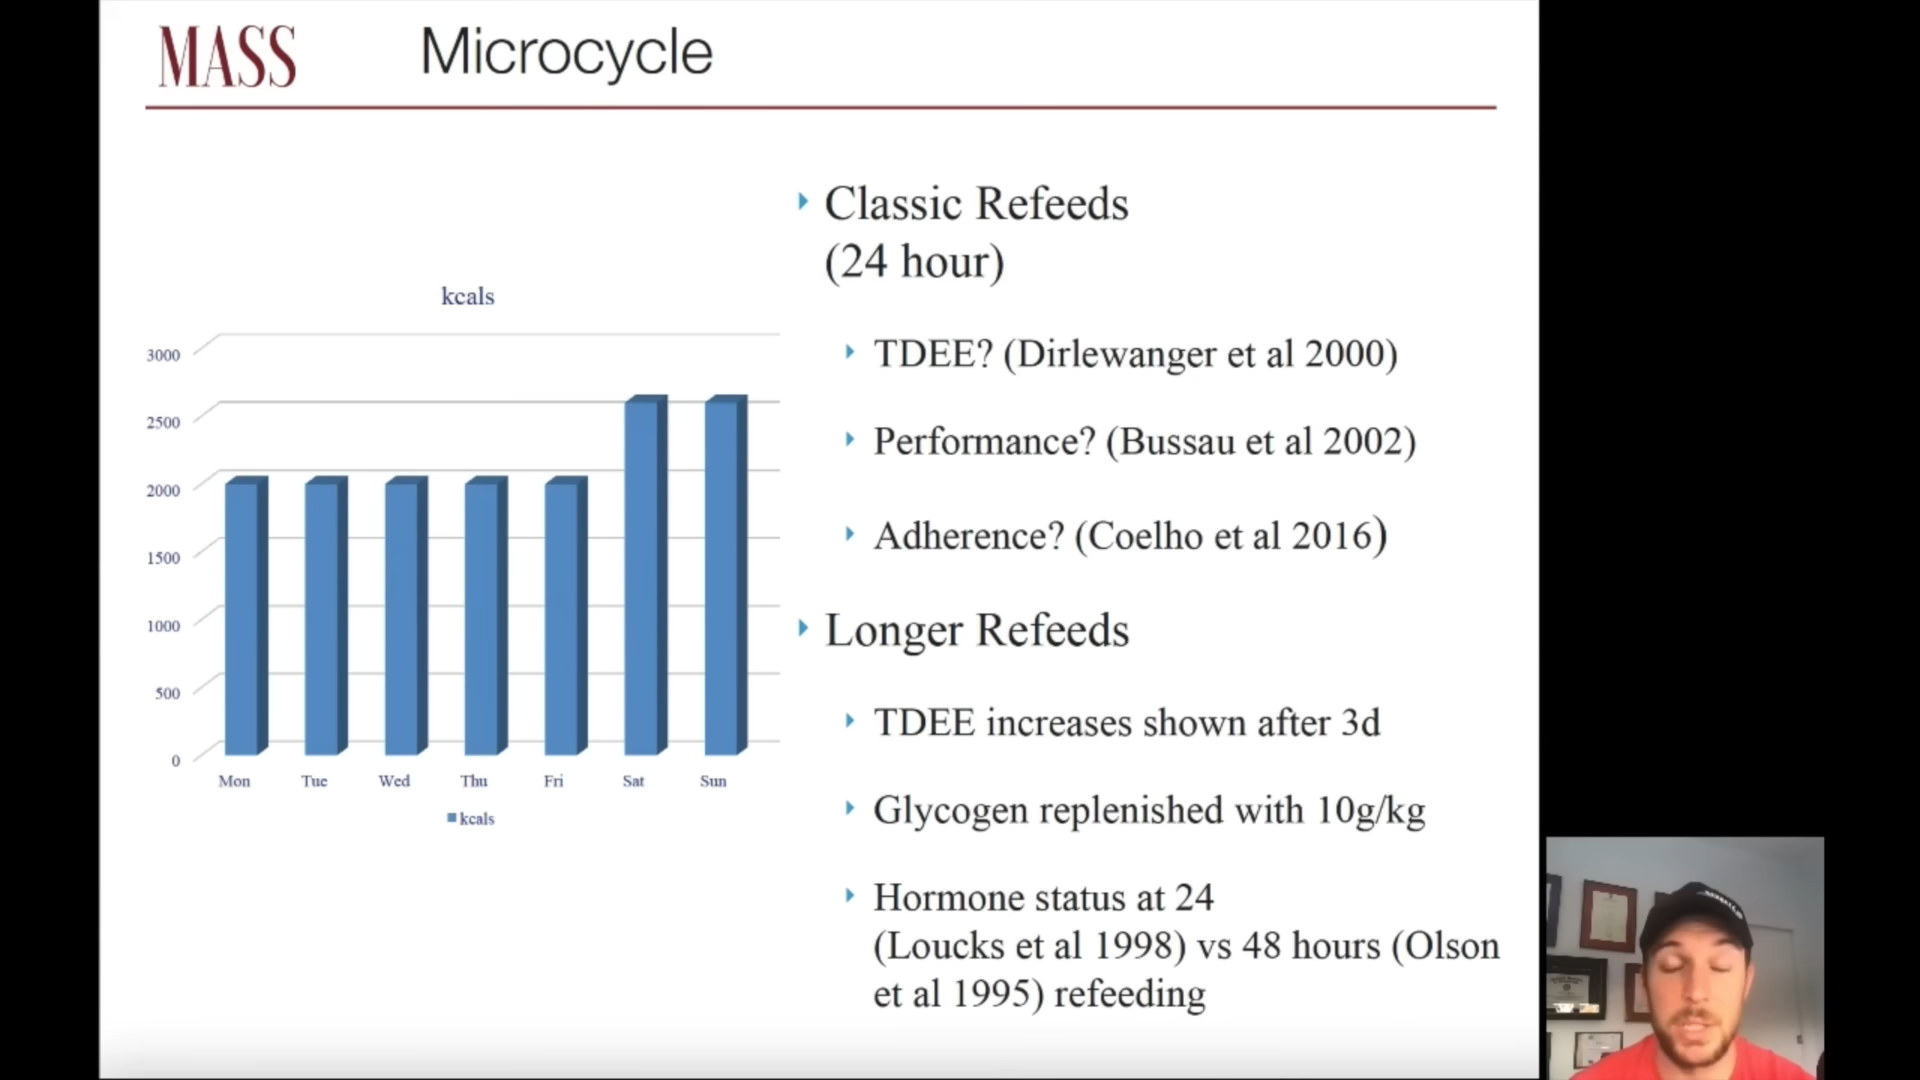 MASS
Microcycle
Classic Refeeds
(24 hour)
TDEE? (Dirlewanger et al 2000)
Performance? (Bussau et al 2002)
Adherence? (Coelho et al 2016)
Longer Refeeds
TDEE increases shown after 3d
Glycogen replenished with 10g/kg
Hormone status at 24
(Loucks et al 1998) vs 48 hours (Olson
et al 1995) refeeding
kcals
3000
2500
2000
1500
1000
500
0
Mon Tue Wed Thu Fri Sat Sun
kcals